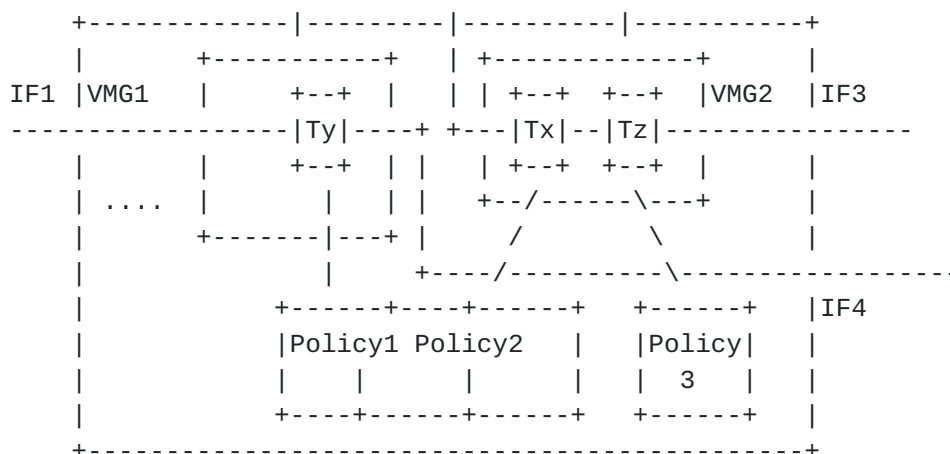 +-------------|---------|----------|-----------+
|       +-----------+   | +-------------+      |
IF1 |VMG1   |     +--+  |   | | +--+  +--+  |VMG2  |IF3
------------------|Ty|----+ +---|Tx|--|Tz|----------------
|       |     +--+  | |   | +--+  +--+  |      |
| ....  |       |   | |   +--/------\---+      |
|       +-------|---+ |     /        \         |
|               |     +----/----------\------------------
|            +------+----+------+   +------+   |IF4
|            |Policy1 Policy2   |   |Policy|   |
|            |    |      |      |   |  3   |   |
|            +----+------+------+   +------+   |
+----------------------------------------------+